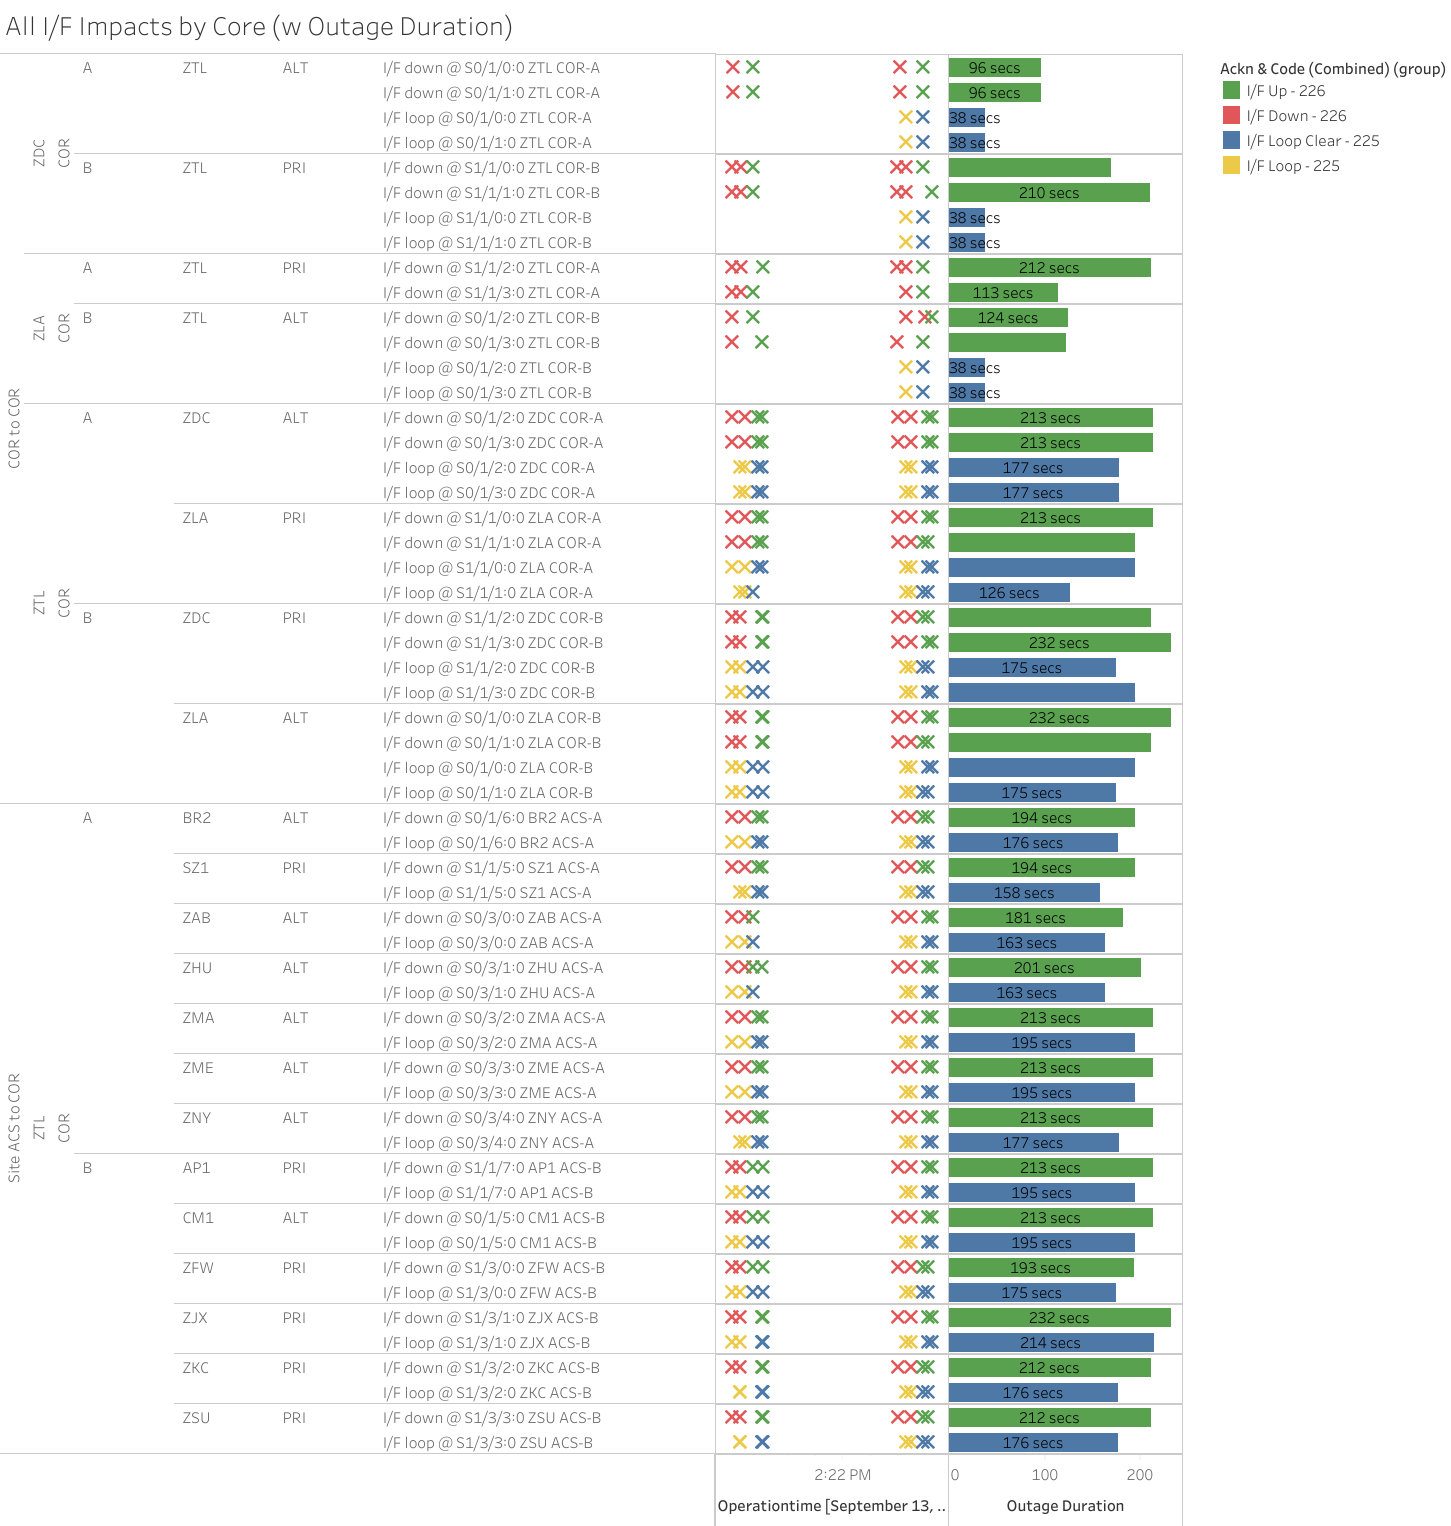 All I/F Impacts by Core (w Outage Duration)
Ackn & Code (Combined) (group)
I/F Up - 226
I/F Down - 226
I/F Loop Clear - 225
I/F Loop - 225
COR to COR
ZDC COR
A ZTL ALT I/F down @ S0/1/0:0 ZTL COR-A 96 secs
I/F down @ S0/1/1:0 ZTL COR-A 96 secs
I/F loop @ S0/1/0:0 ZTL COR-A 38 secs
I/F loop @ S0/1/1:0 ZTL COR-A 38 secs
B ZTL PRI I/F down @ S1/1/0:0 ZTL COR-B
I/F down @ S1/1/1:0 ZTL COR-B 210 secs
I/F loop @ S1/1/0:0 ZTL COR-B 38 secs
I/F loop @ S1/1/1:0 ZTL COR-B 38 secs
ZLA COR
A ZTL PRI I/F down @ S1/1/2:0 ZTL COR-A 212 secs
I/F down @ S1/1/3:0 ZTL COR-A 113 secs
B ZTL ALT I/F down @ S0/1/2:0 ZTL COR-B 124 secs
I/F down @ S0/1/3:0 ZTL COR-B
I/F loop @ S0/1/2:0 ZTL COR-B 38 secs
I/F loop @ S0/1/3:0 ZTL COR-B 38 secs
ZTL COR
A ZDC ALT I/F down @ S0/1/2:0 ZDC COR-A 213 secs
I/F down @ S0/1/3:0 ZDC COR-A 213 secs
I/F loop @ S0/1/2:0 ZDC COR-A 177 secs
I/F loop @ S0/1/3:0 ZDC COR-A 177 secs
ZLA PRI I/F down @ S1/1/0:0 ZLA COR-A 213 secs
I/F down @ S1/1/1:0 ZLA COR-A
I/F loop @ S1/1/0:0 ZLA COR-A
I/F loop @ S1/1/1:0 ZLA COR-A 126 secs
B ZDC PRI I/F down @ S1/1/2:0 ZDC COR-B
I/F down @ S1/1/3:0 ZDC COR-B 232 secs
I/F loop @ S1/1/2:0 ZDC COR-B 175 secs
I/F loop @ S1/1/3:0 ZDC COR-B
ZLA ALT I/F down @ S0/1/0:0 ZLA COR-B 232 secs
I/F down @ S0/1/1:0 ZLA COR-B
I/F loop @ S0/1/0:0 ZLA COR-B
I/F loop @ S0/1/1:0 ZLA COR-B 175 secs
Site ACS to COR
ZTL COR
A BR2 ALT I/F down @ S0/1/6:0 BR2 ACS-A 194 secs
I/F loop @ S0/1/6:0 BR2 ACS-A 176 secs
SZ1 PRI I/F down @ S1/1/5:0 SZ1 ACS-A 194 secs
I/F loop @ S1/1/5:0 SZ1 ACS-A 158 secs
ZAB ALT I/F down @ S0/3/0:0 ZAB ACS-A 181 secs
I/F loop @ S0/3/0:0 ZAB ACS-A 163 secs
ZHU ALT I/F down @ S0/3/1:0 ZHU ACS-A 201 secs
I/F loop @ S0/3/1:0 ZHU ACS-A 163 secs
ZMA ALT I/F down @ S0/3/2:0 ZMA ACS-A 213 secs
I/F loop @ S0/3/2:0 ZMA ACS-A 195 secs
ZME ALT I/F down @ S0/3/3:0 ZME ACS-A 213 secs
I/F loop @ S0/3/3:0 ZME ACS-A 195 secs
ZNY ALT I/F down @ S0/3/4:0 ZNY ACS-A 213 secs
I/F loop @ S0/3/4:0 ZNY ACS-A 177 secs
B AP1 PRI I/F down @ S1/1/7:0 AP1 ACS-B 213 secs
I/F loop @ S1/1/7:0 AP1 ACS-B 195 secs
CM1 ALT I/F down @ S0/1/5:0 CM1 ACS-B 213 secs
I/F loop @ S0/1/5:0 CM1 ACS-B 195 secs
ZFW PRI I/F down @ S1/3/0:0 ZFW ACS-B 193 secs
I/F loop @ S1/3/0:0 ZFW ACS-B 175 secs
ZJX PRI I/F down @ S1/3/1:0 ZJX ACS-B 232 secs
I/F loop @ S1/3/1:0 ZJX ACS-B 214 secs
ZKC PRI I/F down @ S1/3/2:0 ZKC ACS-B 212 secs
I/F loop @ S1/3/2:0 ZKC ACS-B 176 secs
ZSU PRI I/F down @ S1/3/3:0 ZSU ACS-B 212 secs
I/F loop @ S1/3/3:0 ZSU ACS-B 176 secs
2:22 PM 0 100 200
Operationtime [September 13, .. Outage Duration